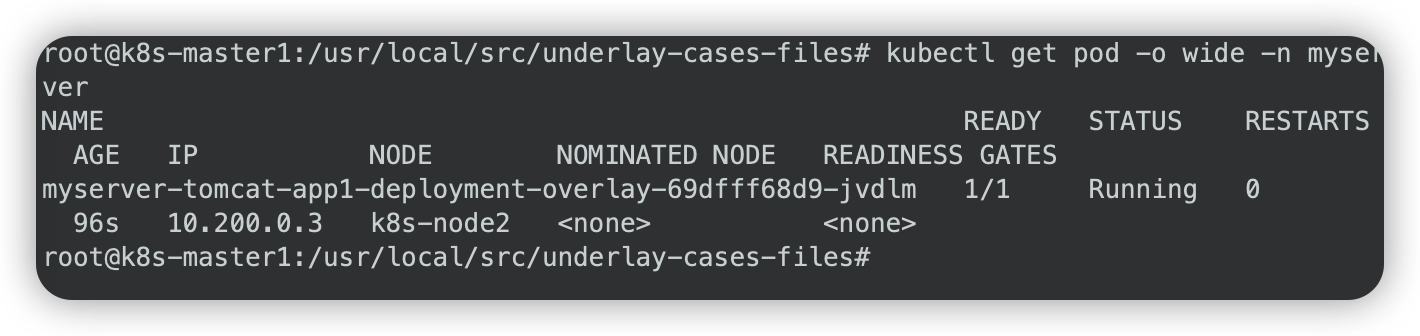 root@k8s-master1:/usr/local/src/underlay-cases-files# kubectl get pod -o wide -n myser
ver
NAME                                                       READY   STATUS    RESTARTS
  AGE   IP           NODE        NOMINATED NODE   READINESS GATES
myserver-tomcat-app1-deployment-overlay-69dfff68d9-jvdlm   1/1     Running   0
  96s   10.200.0.3   k8s-node2   <none>           <none>
root@k8s-master1:/usr/local/src/underlay-cases-files#